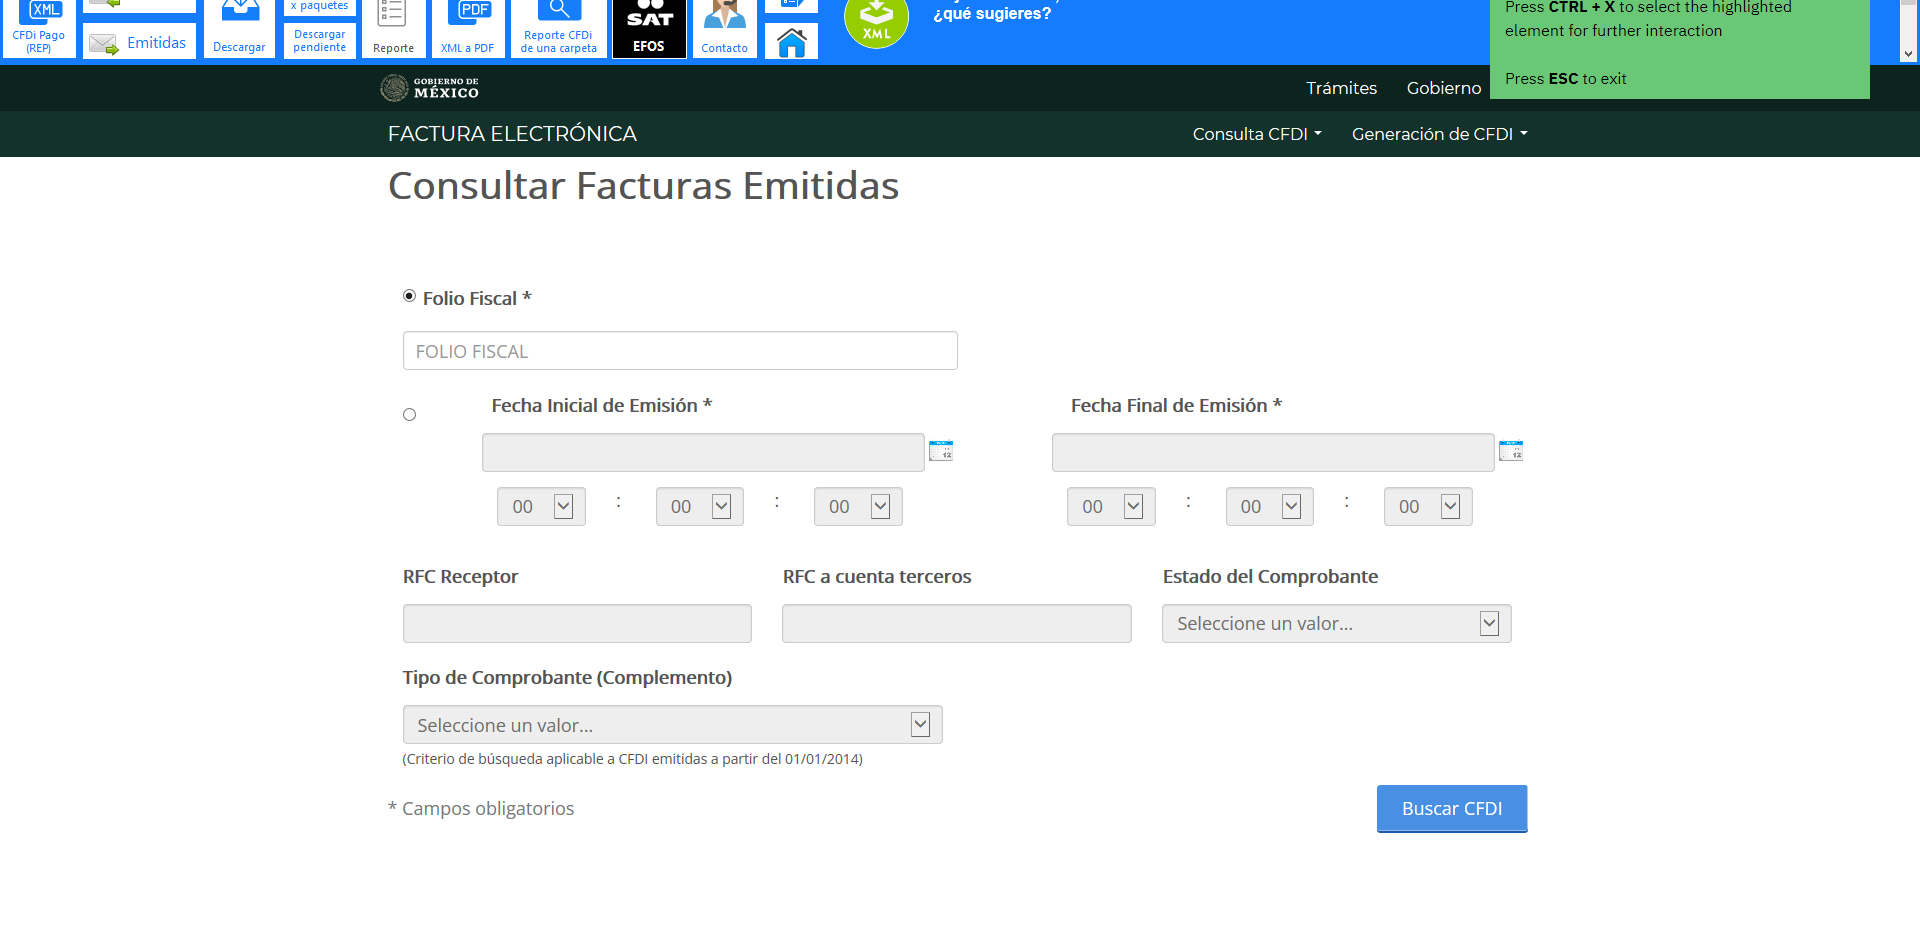 XML
CFDi Pago
(REP)
Emitidas
Descargar
x paquetes
Descargar
pendiente
Reporte
PDF
XML a PDF
Reporte CFDi
de una carpeta
SAT
EFOS
Contacto
XML
¿qué sugieres?
Press CTRL + X to select the highlighted
element for further interaction
Press ESC to exit
GOBIERNO DE
MÉXICO
Trámites
Gobierno
FACTURA ELECTRÓNICA
Consulta CFDI
Generación de CFDI
Consultar Facturas Emitidas
Folio Fiscal *
FOLIO FISCAL
Fecha Inicial de Emisión *
Fecha Final de Emisión *
00 : 00 : 00
00 : 00 : 00
RFC Receptor
RFC a cuenta terceros
Estado del Comprobante
Seleccione un valor...
Tipo de Comprobante (Complemento)
Seleccione un valor...
(Criterio de búsqueda aplicable a CFDI emitidas a partir del 01/01/2014)
* Campos obligatorios
Buscar CFDI